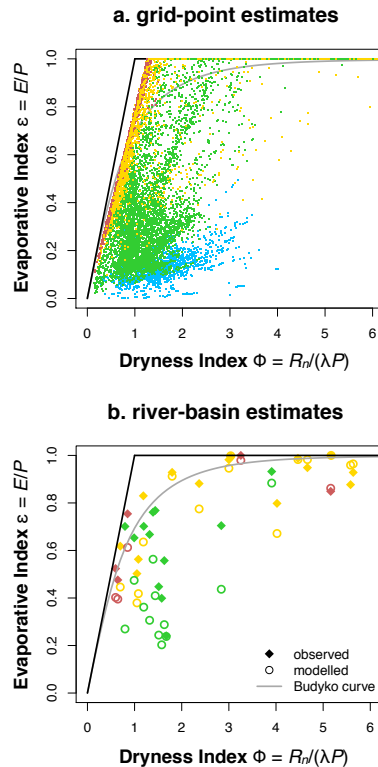 a. grid-point estimates
Evaporative Index ε = E/P
1.0
0.8
0.6
0.4
0.2
0.0
0 1 2 3 4 5 6
Dryness Index Φ = Rn/(λP)
b. river-basin estimates
Evaporative Index ε = E/P
1.0
0.8
0.6
0.4
0.2
0.0
observed
modelled
Budyko curve
0 1 2 3 4 5 6
Dryness Index Φ = Rn/(λP)